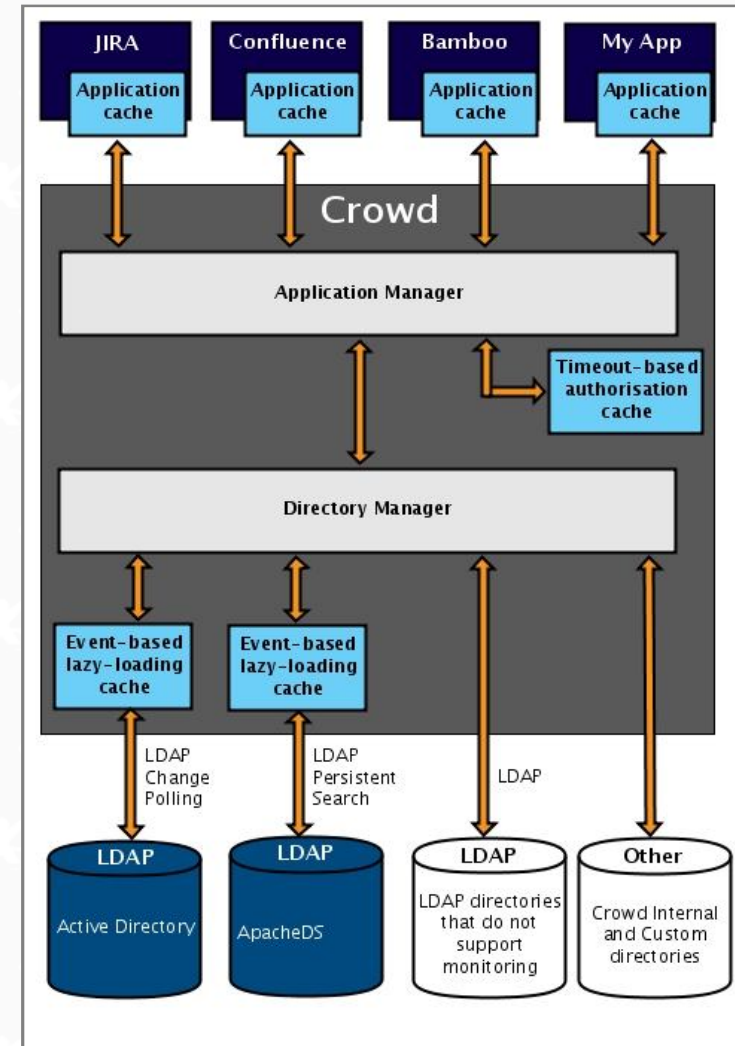 JIRA
Application
cache
Confluence
Application
cache
Bamboo
Application
cache
My App
Application
cache
Crowd
Application Manager
Timeout-based
authorisation
cache
Directory Manager
Event-based
lazy-loading
cache
Event-based
lazy-loading
cache
LDAP
Change
Polling
LDAP
Persistent
Search
LDAP
LDAP
Active Directory
LDAP
ApacheDS
LDAP
LDAP directories
that do not
support
monitoring
Other
Crowd Internal
and Custom
directories